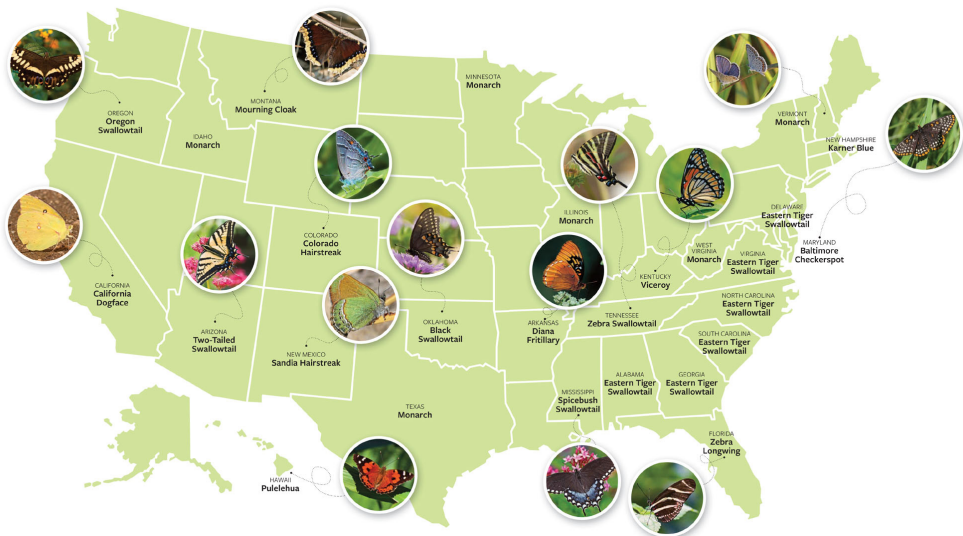 MINNESOTA
Monarch
MONTANA
Mourning Cloak
OREGON
Oregon
Swallowtail
IDAHO
Monarch
VERMONT
Monarch
NEW HAMPSHIRE
Karner Blue
DELAWARE
Eastern Tiger
Swallowtail
ILLINOIS
Monarch
COLORADO
Colorado
Hairstreak
MARYLAND
Baltimore
Checkerspot
WEST
VIRGINIA
Monarch
VIRGINIA
Eastern Tiger
Swallowtail
KENTUCKY
Viceroy
CALIFORNIA
California
Dogface
NORTH CAROLINA
Eastern Tiger
Swallowtail
TENNESSEE
Zebra Swallowtail
ARIZONA
Two-Tailed
Swallowtail
OKLAHOMA
Black
Swallowtail
ARKANSAS
Diana
Fritillary
SOUTH CAROLINA
Eastern Tiger
Swallowtail
NEW MEXICO
Sandia Hairstreak
ALABAMA
Eastern Tiger
Swallowtail
GEORGIA
Eastern Tiger
Swallowtail
MISSISSIPPI
Spicebush
Swallowtail
TEXAS
Monarch
FLORIDA
Zebra
Longwing
HAWAII
Pulelehua